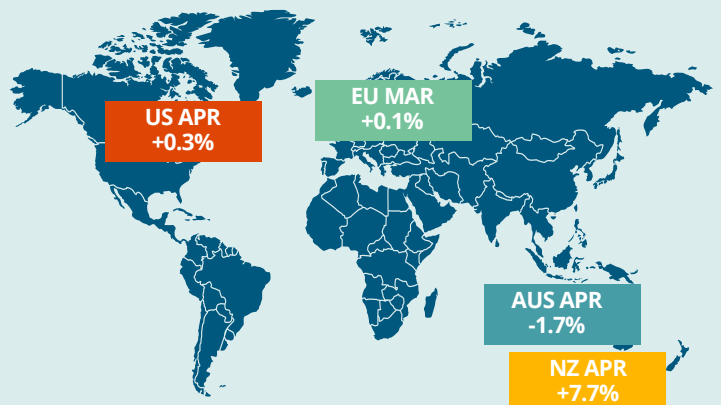 US APR
+0.3%
EU MAR
+0.1%
AUS APR
-1.7%
NZ APR
+7.7%